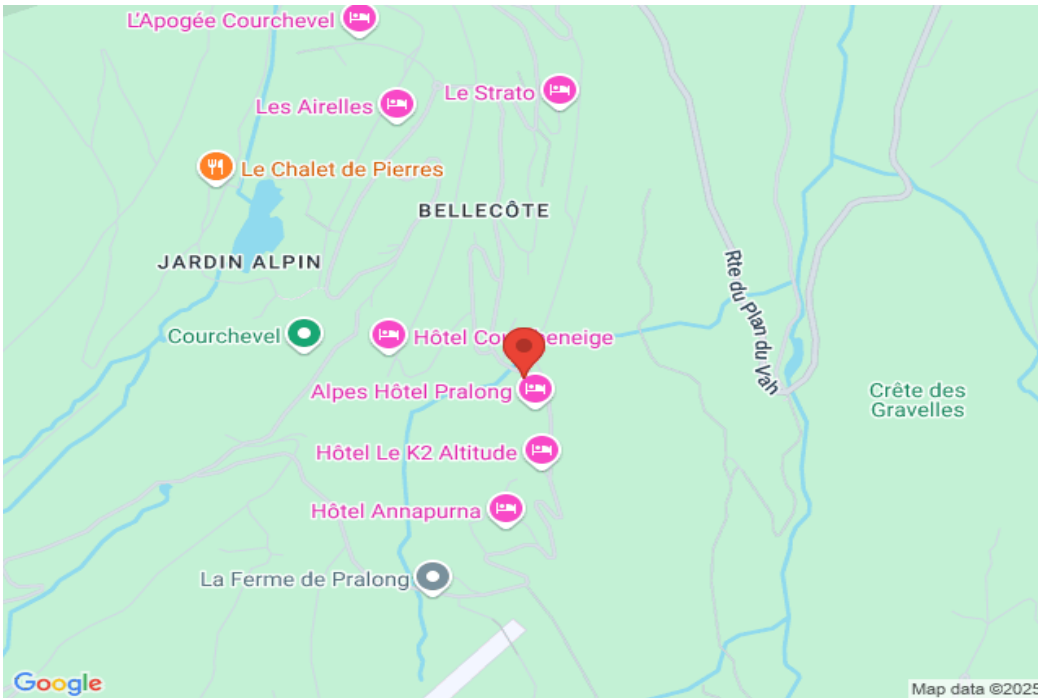 L'Apogée Courchevel
Le Strato
Les Airelles
Le Chalet de Pierres
BELLECÔTE
JARDIN ALPIN
Rte du Plan du Vah
Courchevel
Hôtel Cou eneige
Alpes Hôtel Pralong
Crête des
Gravelles
Hôtel Le K2 Altitude
Hôtel Annapurna
La Ferme de Pralong
Google
Map data ©2025